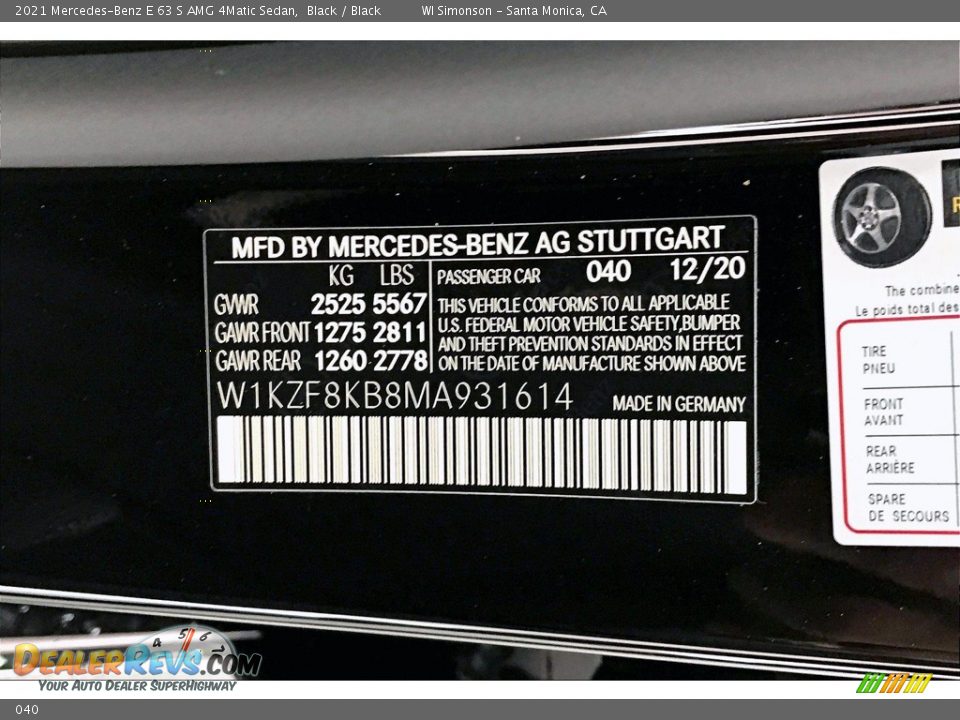 2021 Mercedes-Benz E 63 S AMG 4Matic Sedan, Black / Black WI Simonson - Santa Monica, CA
MFD BY MERCEDES-BENZ AG STUTTGART
KG LBS
GVWR 2525 5567
GAWR FRONT 1275 2811
GAWR REAR 1260 2778
PASSENGER CAR 040 12/20
THIS VEHICLE CONFORMS TO ALL APPLICABLE
U.S. FEDERAL MOTOR VEHICLE SAFETY,BUMPER
AND THEFT PREVENTION STANDARDS IN EFFECT
ON THE DATE OF MANUFACTURE SHOWN ABOVE
W1KZF8KB8MA931614 MADE IN GERMANY
The combine
Le poids total des
TIRE
PNEU
FRONT
AVANT
REAR
ARRIÈRE
SPARE
DE SECOURS
4 5 6
DEALERREVS.COM
YOUR AUTO DEALER SUPERHIGHWAY
040